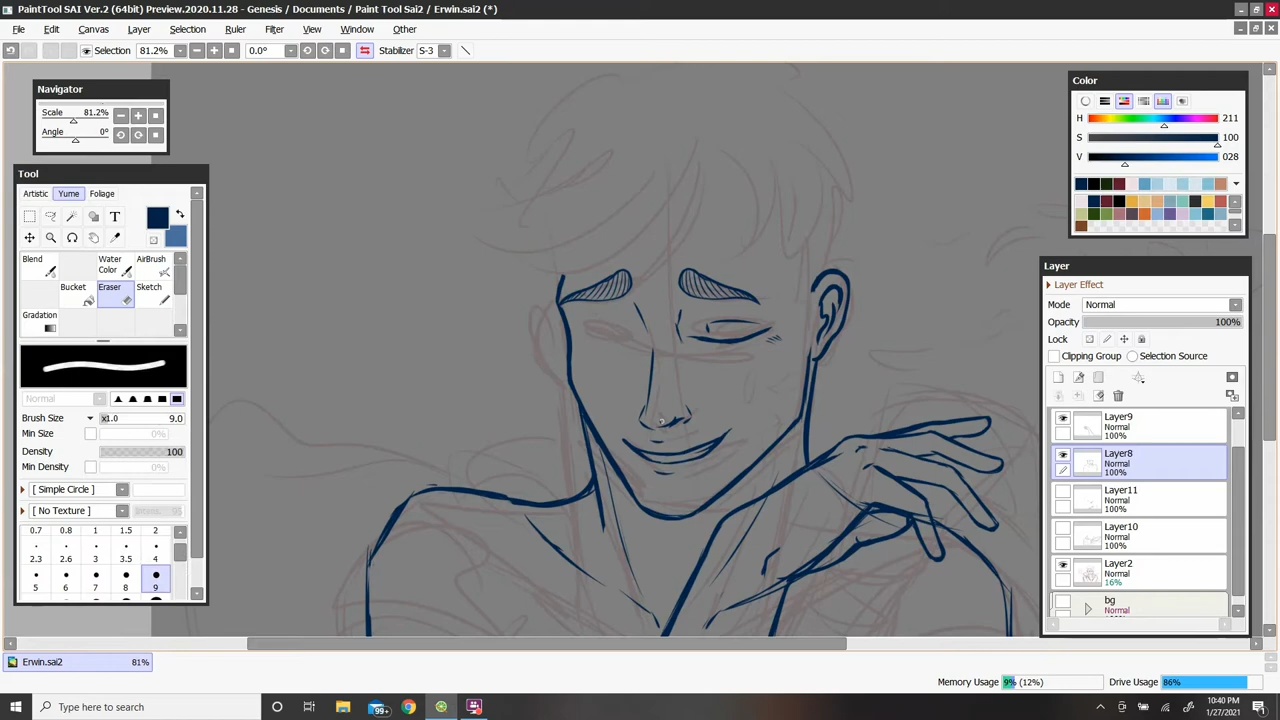 PaintTool SAI Ver.2 (64bit) Preview.2020.11.28 - Genesis / Documents / Paint Tool Sai2 / Erwin.sai2 (*)
File Edit Canvas Layer Selection Ruler Filter View Window Other
Selection 81.2% 0.0° Stabilizer S-3
Navigator
Scale 81.2%
Angle 0°
Tool
Artistic Yume Foliage
T
Blend
Water
Color
AirBrush
Bucket Eraser Sketch
Gradation
Normal
Brush Size x1.0 9.0
Min Size 0%
Density 100
Min Density 0%
[ Simple Circle ]
[ No Texture ] 95
0.7 0.8 1 1.5 2
2.3 2.6 3 3.5 4
5 6 7 8 9
Color
H 211
S 100
V 028
Layer
Layer Effect
Mode Normal
Opacity 100%
Lock
Clipping Group Selection Source
Layer9
Normal
100%
Layer8
Normal
100%
Layer11
Normal
100%
Layer10
Normal
100%
Layer2
Normal
16%
bg
Normal
Erwin.sai2 81%
Memory Usage 9% (12%) Drive Usage 86%
Type here to search
99+
10:40 PM
1/27/2021
1